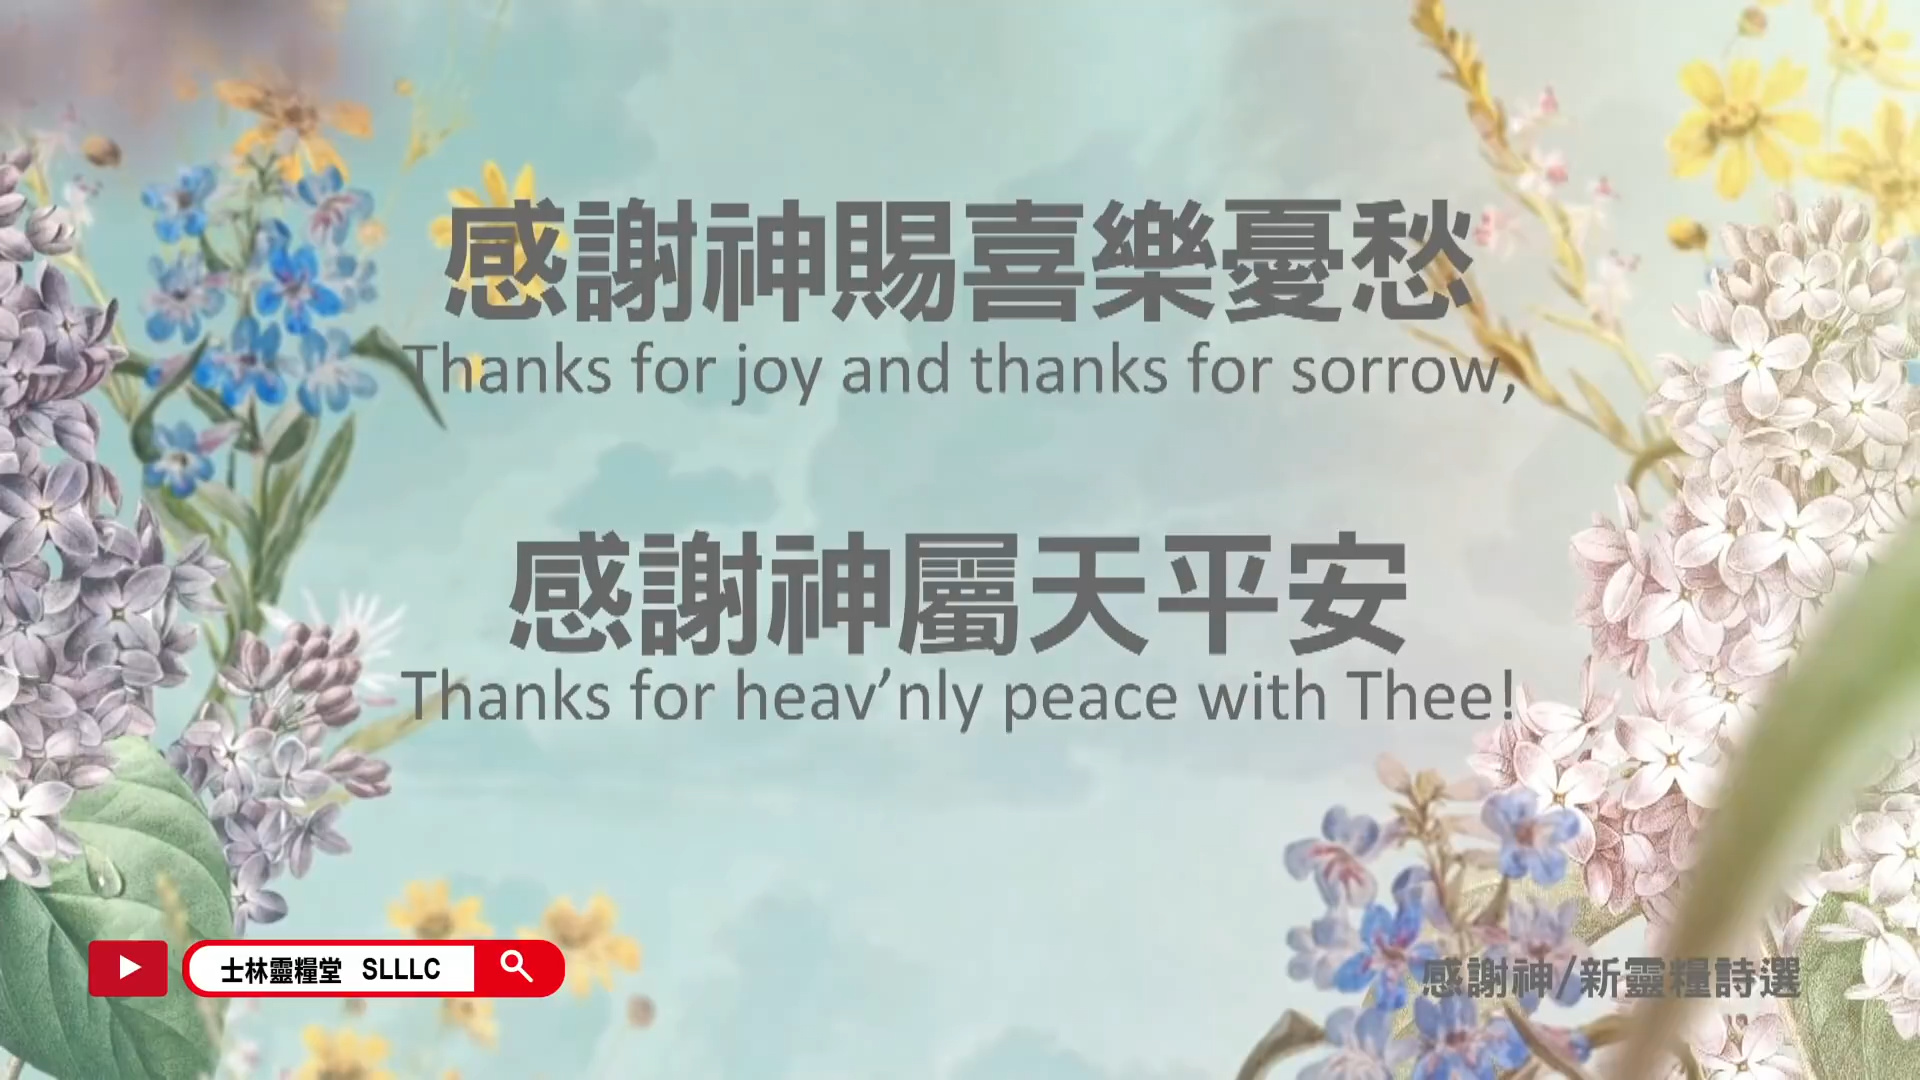 感謝神賜喜樂憂愁
Thanks for joy and thanks for sorrow,
感謝神屬天平安
Thanks for heav’nly peace with Thee!
士林靈糧堂 SLLLC
感謝神/新靈糧詩選